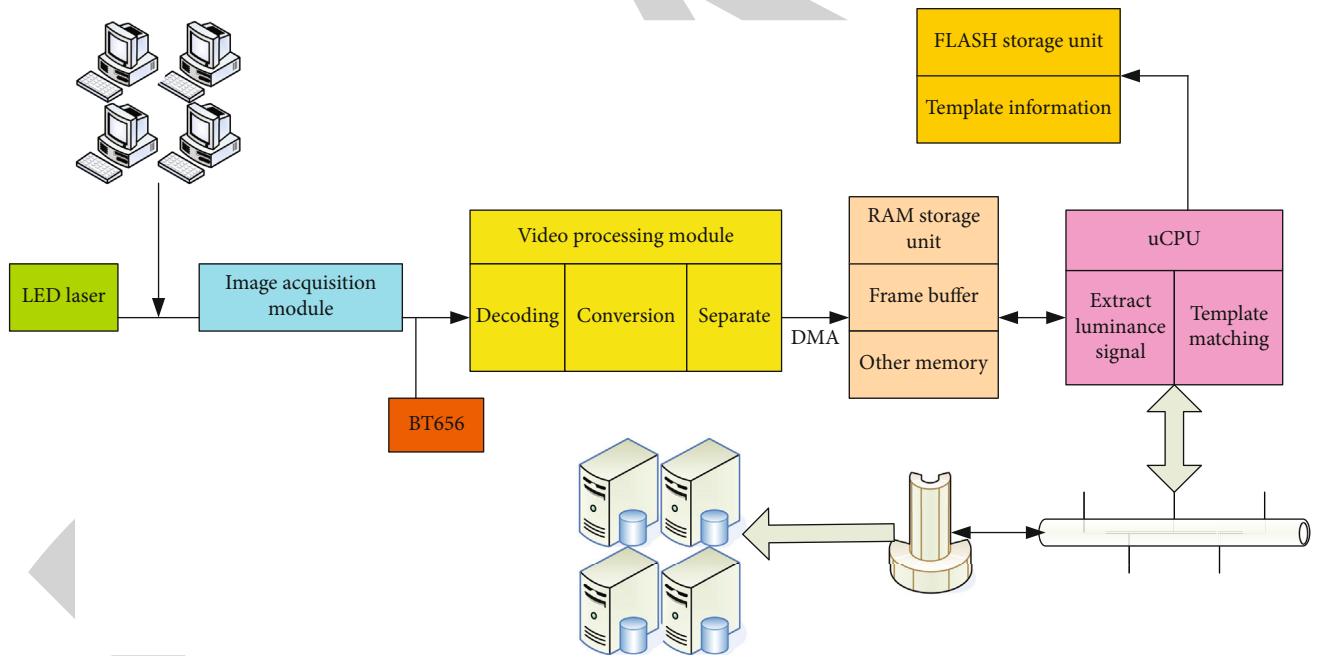 FLASH storage unit
Template information
LED laser
Image acquisition
module
BT656
Video processing module
Decoding
Conversion
Separate
DMA
RAM storage
unit
Frame buffer
Other memory
uCPU
Extract
luminance
signal
Template
matching